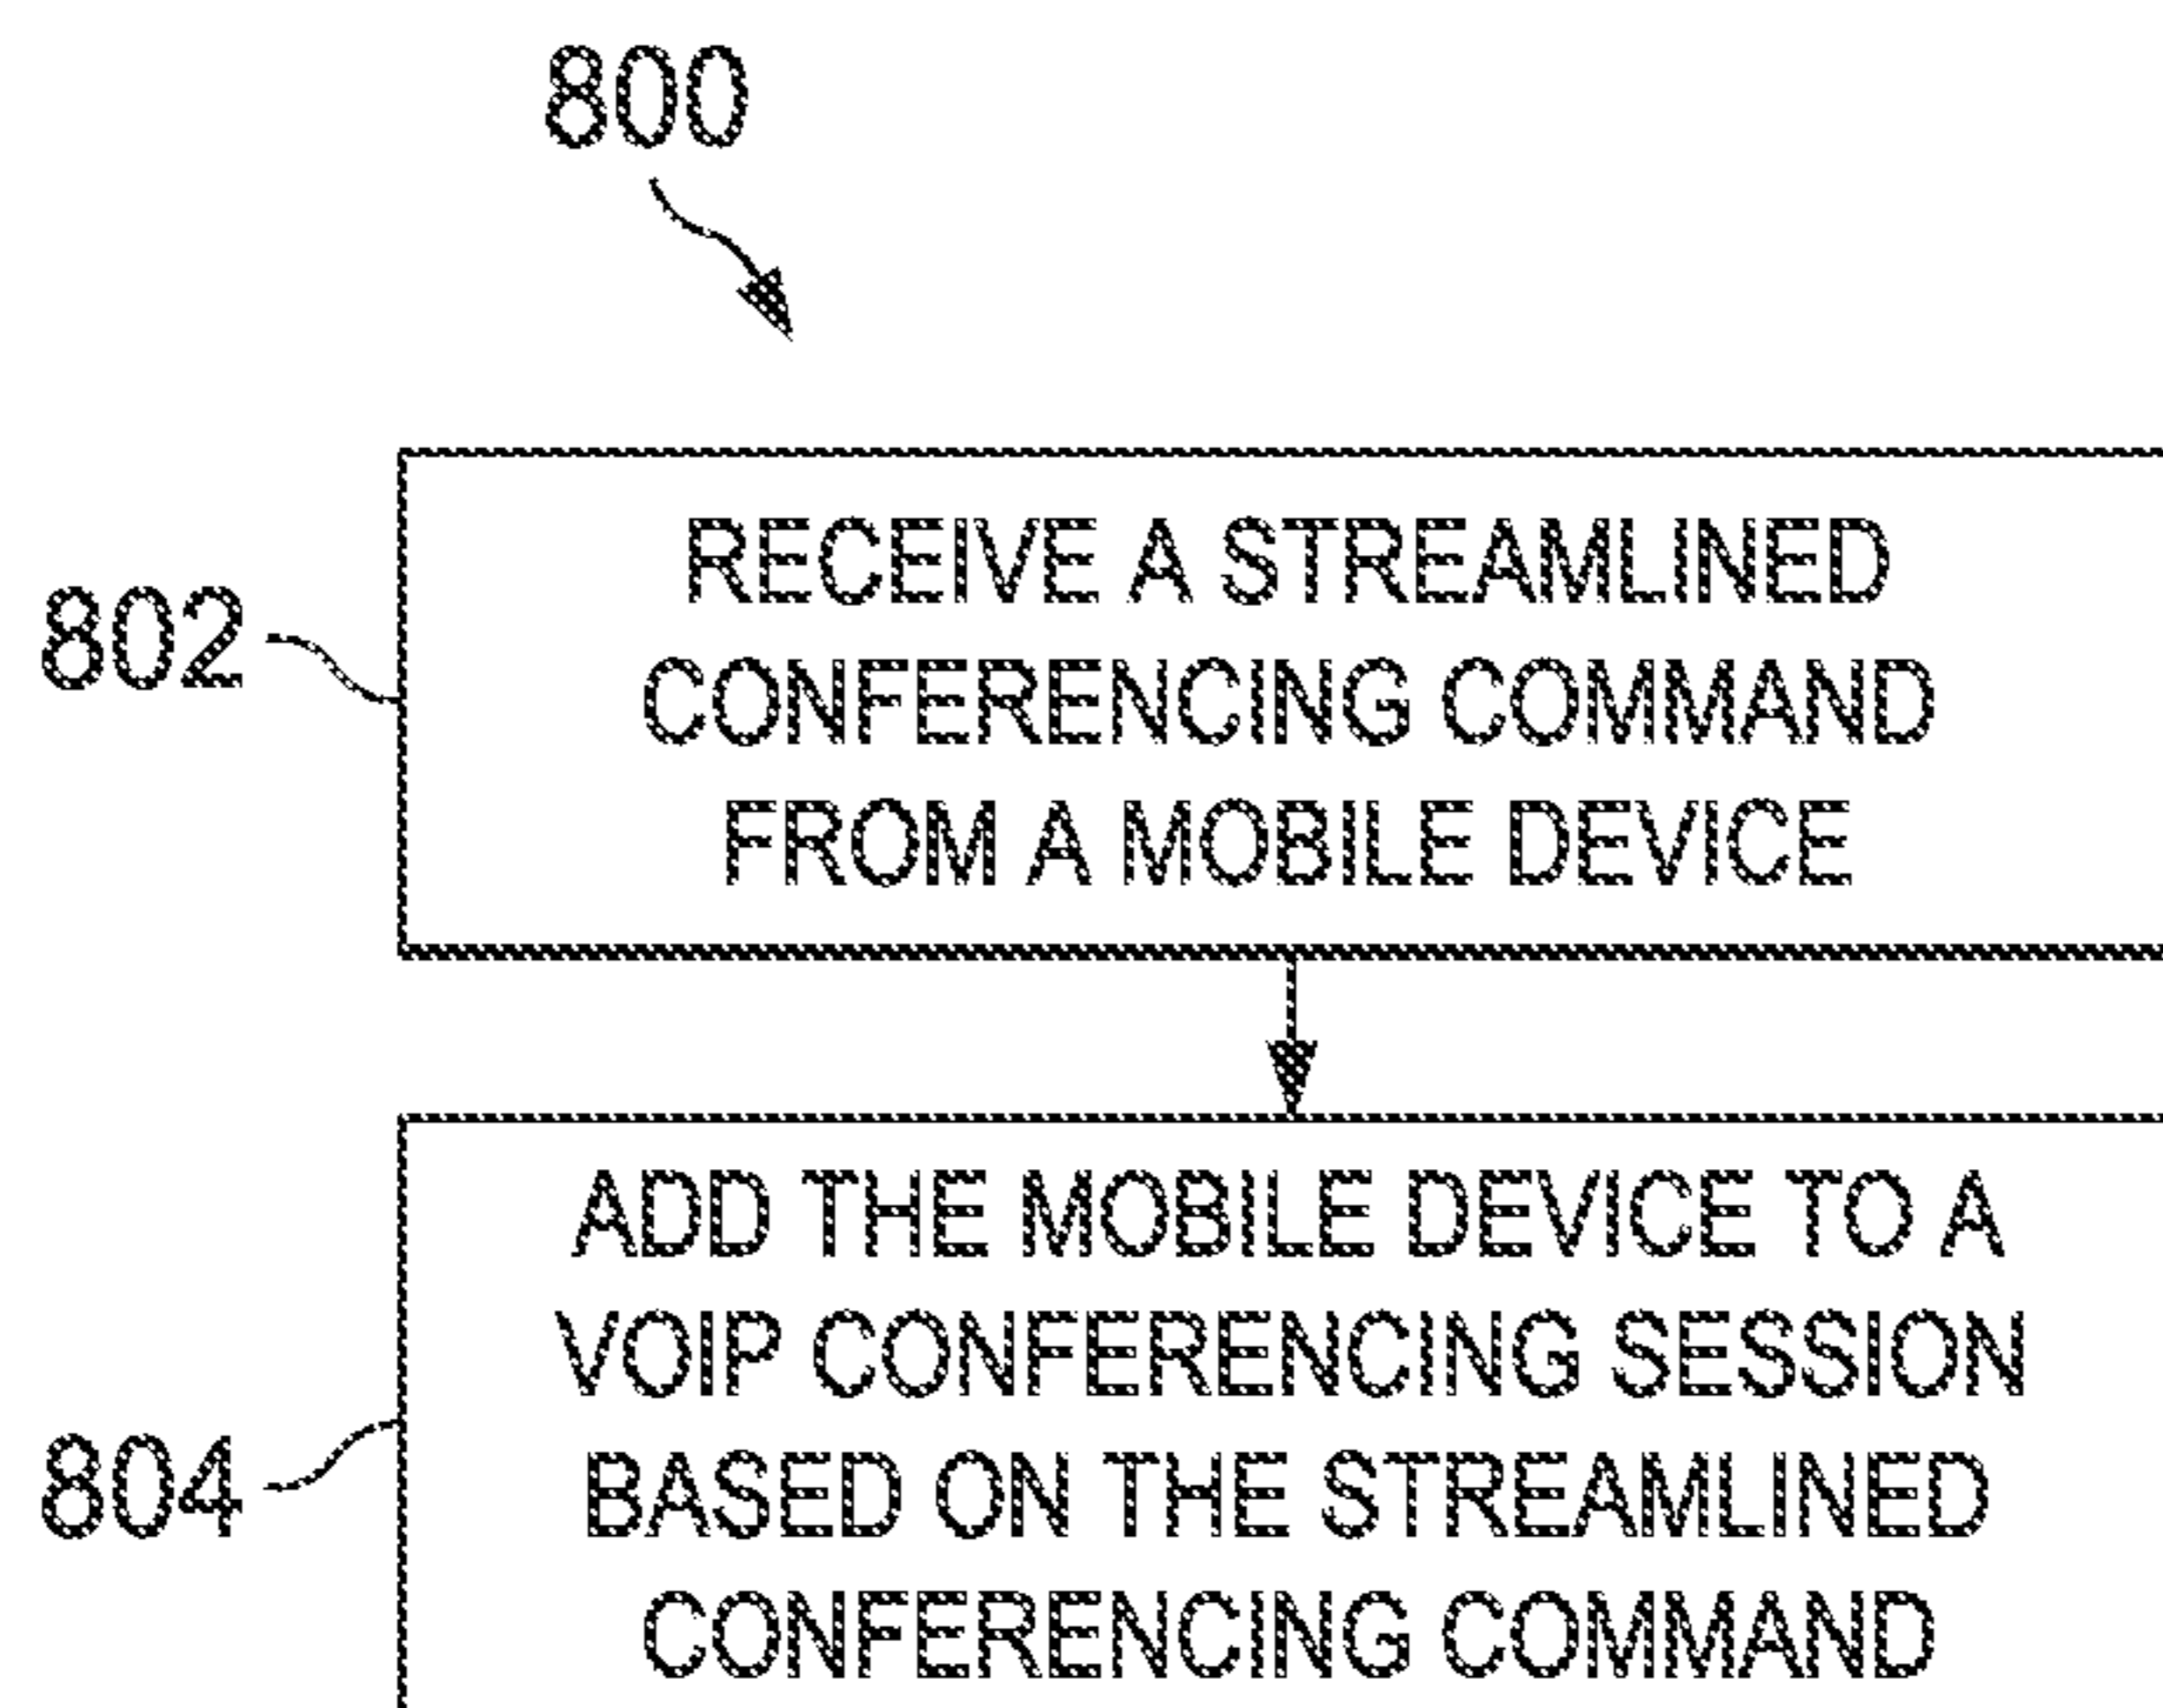 800
802
RECEIVE A STREAMLINED
CONFERENCING COMMAND
FROM A MOBILE DEVICE
804
ADD THE MOBILE DEVICE TO A
VOIP CONFERENCING SESSION
BASED ON THE STREAMLINED
CONFERENCING COMMAND